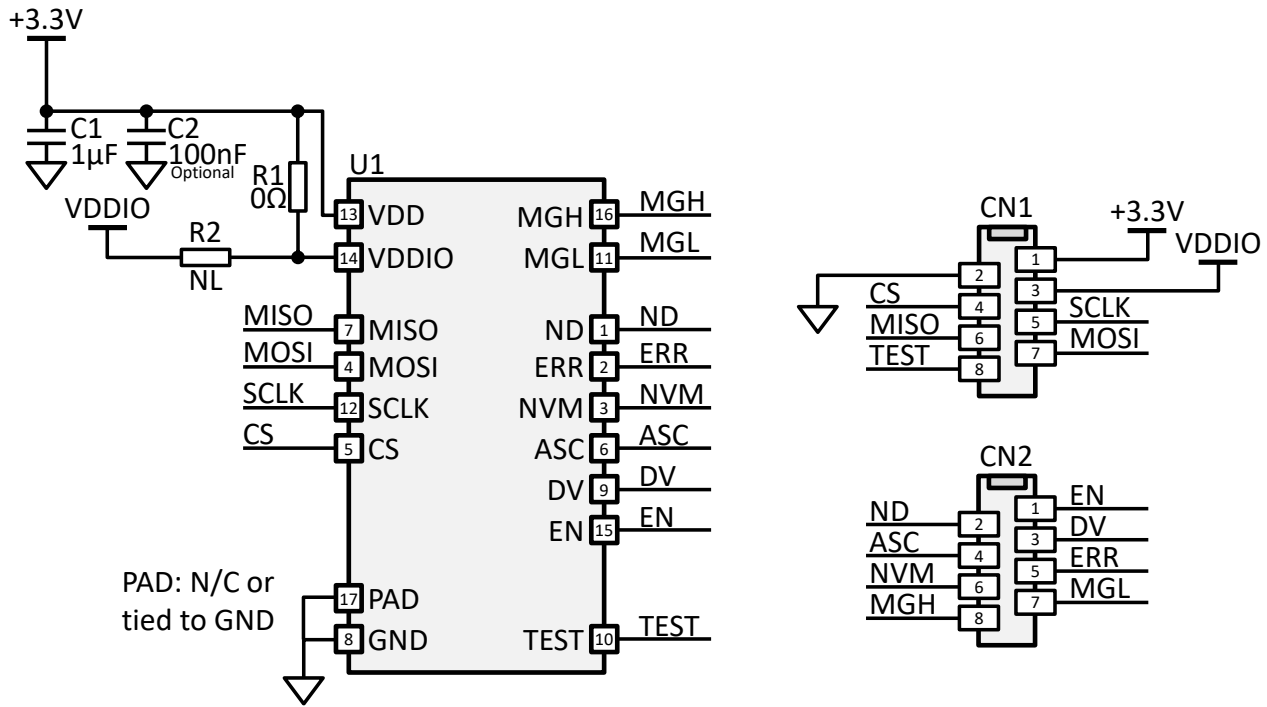 +3.3V
C1
1µF
C2
100nF
Optional
R1
0Ω
VDDIO
R2
NL
U1
13 VDD
14 VDDIO
MISO 7 MISO
MOSI 4 MOSI
SCLK 12 SCLK
CS 5 CS
PAD: N/C or
tied to GND
17 PAD
8 GND
MGH 16 MGH
MGL 11 MGL
ND 1 ND
ERR 2 ERR
NVM 3 NVM
ASC 6 ASC
DV 9 DV
EN 15 EN
TEST 10 TEST
CN1
+3.3V
VDDIO
1
2
3
CS 4
5 SCLK
MISO 6
7 MOSI
TEST 8
CN2
1 EN
ND 2
3 DV
ASC 4
5 ERR
NVM 6
7 MGL
MGH 8